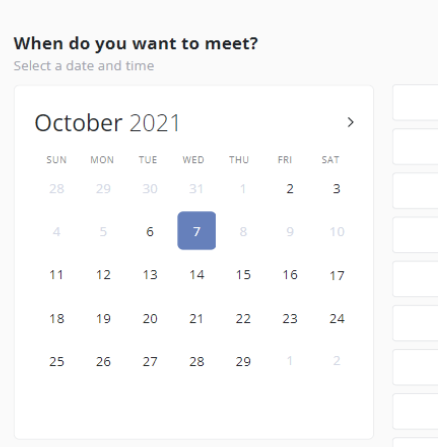 When do you want to meet?
Select a date and time
October 2021
SUN MON TUE WED THU FRI SAT
28 29 30 31 1 2 3
4 5 6 7 8 9 10
11 12 13 14 15 16 17
18 19 20 21 22 23 24
25 26 27 28 29 1 2